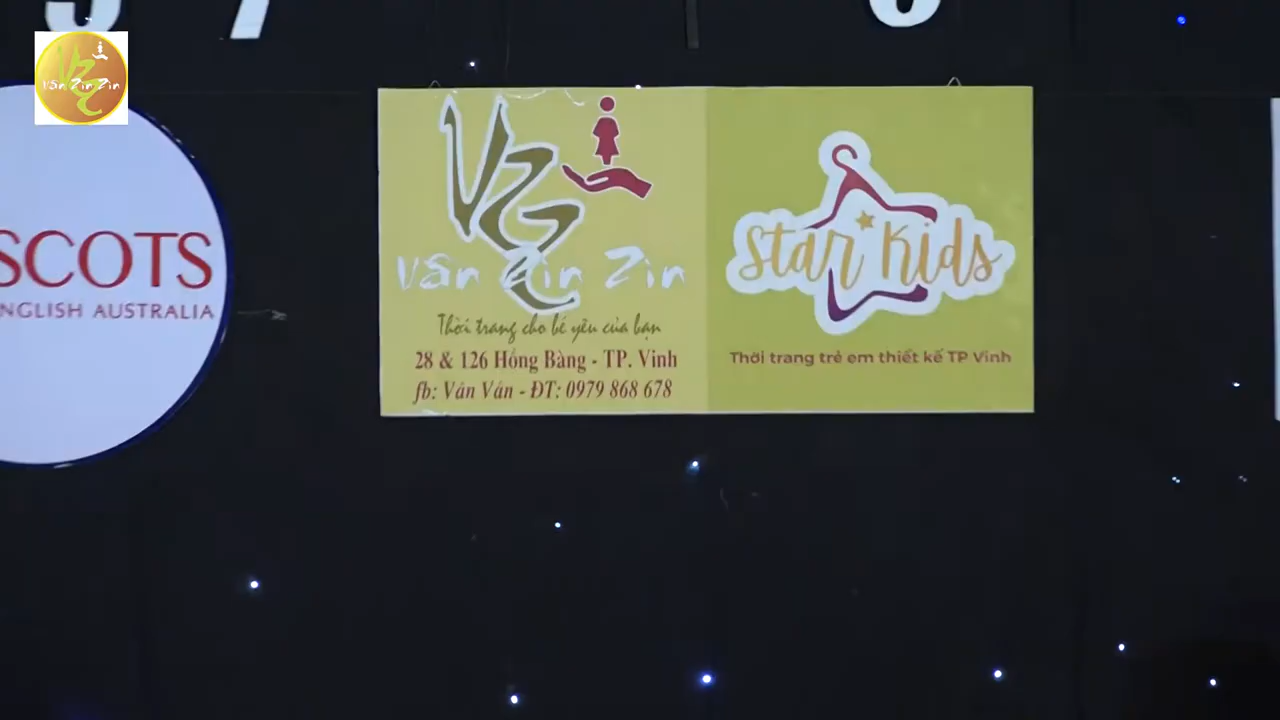 Vân Zin Zin
SCOTS
NGLISH AUSTRALIA
VZ
Vân Zin Zin
Thời trang cho bé yêu của bạn
28 & 126 Hồng Bàng - TP. Vinh
fb: Vân Vân - ĐT: 0979 868 678
Star Kids
Thời trang trẻ em thiết kế TP Vinh